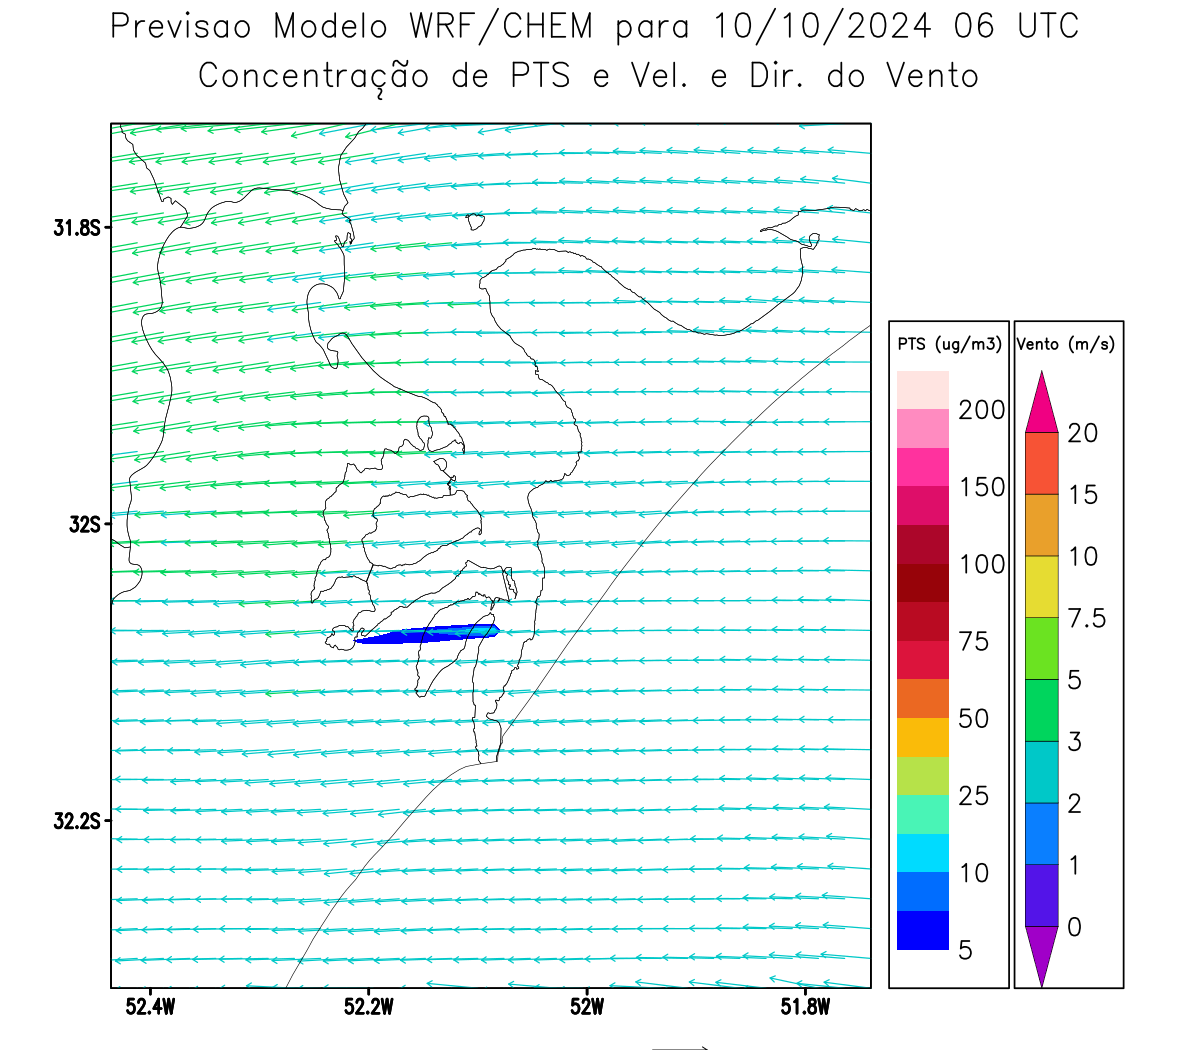 Previsao Modelo WRF/CHEM para 10/10/2024 06 UTC
Concentração de PTS e Vel. e Dir. do Vento
31.8S
32S
32.2S
52.4W
52.2W
52W
51.8W
PTS (ug/m3)
200
150
100
75
50
25
10
5
Vento (m/s)
20
15
10
7.5
5
3
2
1
0